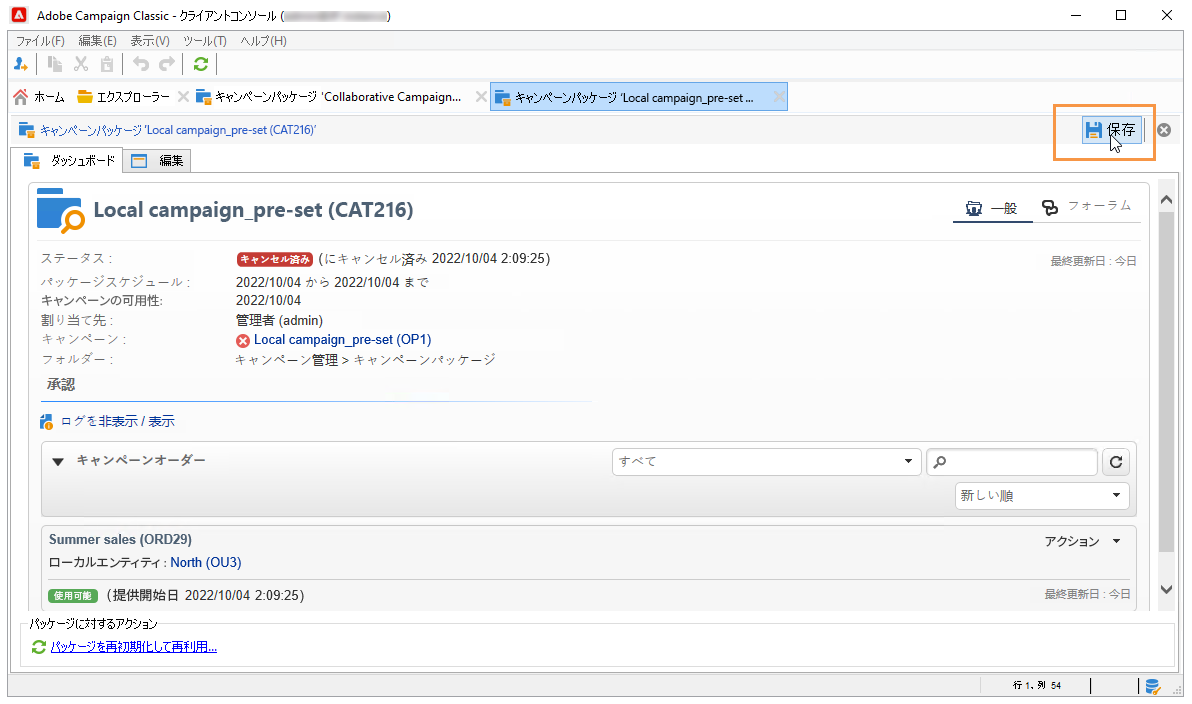 Adobe Campaign Classic - クライアントコンソール ( )
ファイル(F) 編集(E) 表示(V) ツール(T) ヘルプ(H)
ホーム エクスプローラー キャンペーンパッケージ 'Collaborative Campaign... キャンペーンパッケージ 'Local campaign_pre-set ...
キャンペーンパッケージ 'Local campaign_pre-set (CAT216)' 保存
ダッシュボード 編集
Local campaign_pre-set (CAT216) 一般 フォーラム
ステータス : キャンセル済み (にキャンセル済み 2022/10/04 2:09:25) 最終更新日 : 今日
パッケージスケジュール : 2022/10/04 から 2022/10/04 まで
キャンペーンの可用性: 2022/10/04
割り当て先 : 管理者 (admin)
キャンペーン : Local campaign_pre-set (OP1)
フォルダー : キャンペーン管理 > キャンペーンパッケージ
承認
ログを非表示 / 表示
キャンペーンオーダー すべて
新しい順
Summer sales (ORD29) アクション
ローカルエンティティ : North (OU3)
使用可能 (提供開始日 2022/10/04 2:09:25) 最終更新日 : 今日
パッケージに対するアクション
パッケージを再初期化して再利用...
行 1、列 54